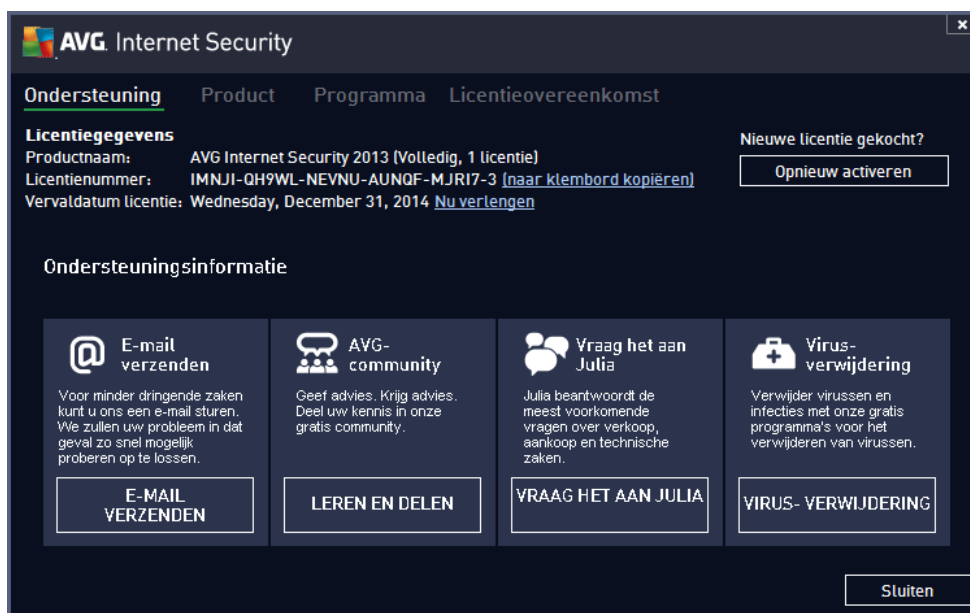 AVG. Internet Security
Ondersteuning Product Programma Licentieovereenkomst
Licentiegegevens
Productnaam: AVG Internet Security 2013 (Volledig, 1 licentie)
Licentienummer: IMNJI-QH9WL-NEVNU-AUNQF-MJRI7-3 (naar klembord kopiëren)
Vervaldatum licentie: Wednesday, December 31, 2014 Nu verlengen
Nieuwe licentie gekocht?
Opnieuw activeren
Ondersteuningsinformatie
E-mail
verzenden
Voor minder dringende zaken
kunt u ons een e-mail sturen.
We zullen uw probleem in dat
geval zo snel mogelijk
proberen op te lossen.
E-MAIL
VERZENDEN
AVG-
community
Geef advies. Krijg advies.
Deel uw kennis in onze
gratis community.
LEREN EN DELEN
Vraag het aan
Julia
Julia beantwoordt de
meest voorkomende
vragen over verkoop,
aankoop en technische
zaken.
VRAAG HET AAN JULIA
Virus-
verwijdering
Verwijder virussen en
infecties met onze gratis
programma's voor het
verwijderen van virussen.
VIRUS- VERWIJDERING
Sluiten